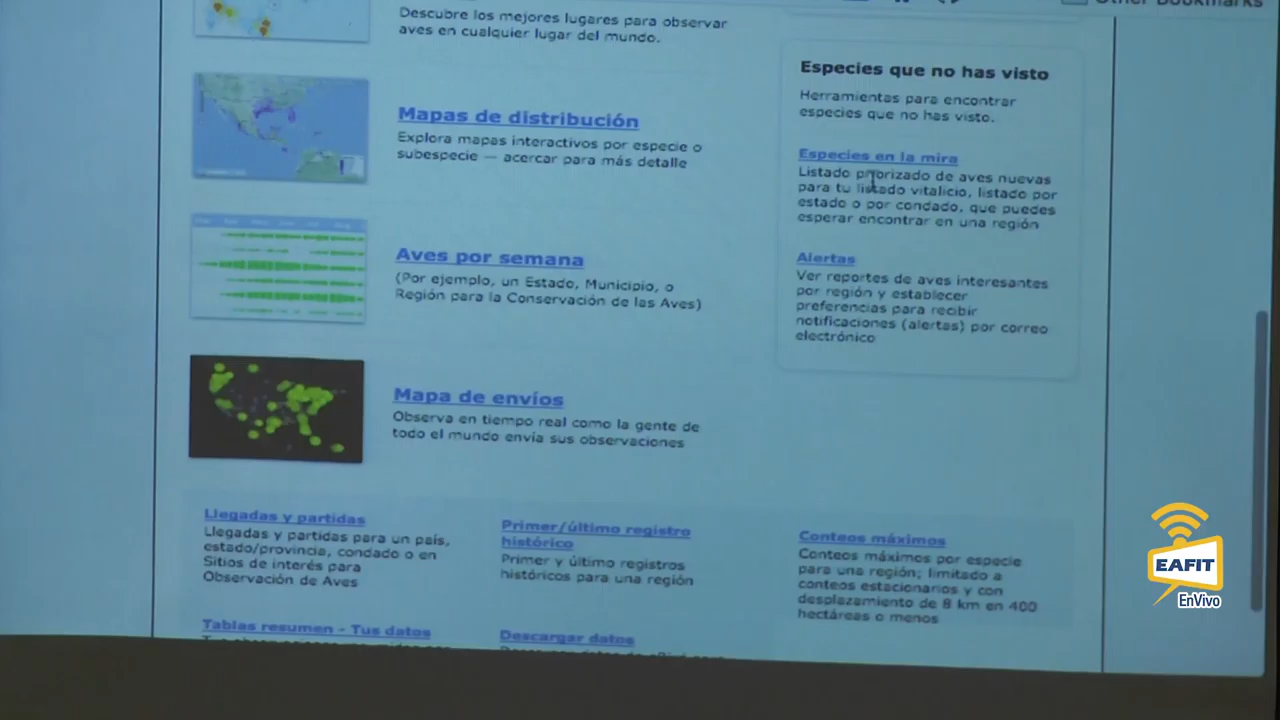 Other Bookmarks
Descubre los mejores lugares para observar
aves en cualquier lugar del mundo.
Mapas de distribución
Explora mapas interactivos por especie o
subespecie — acercar para más detalle
Aves por semana
(Por ejemplo, un Estado, Municipio, o
Región para la Conservación de las Aves)
Mapa de envíos
Observa en tiempo real como la gente de
todo el mundo envia sus observaciones
Especies que no has visto
Herramientas para encontrar
especies que no has visto.
Especies en la mira
Listado priorizado de aves nuevas
para tu listado vitalicio, listado por
estado o por condado, que puedes
esperar encontrar en una región
Alertas
Ver reportes de aves interesantes
por región y establecer
preferencias para recibir
notificaciones (alertas) por correo
electrónico
Llegadas y partidas
Llegadas y partidas para un país,
estado/provincia, condado o en
Sitios de interés para
Observación de Aves
Primer/último registro
histórico
Primer y último registros
históricos para una región
Conteos máximos
Conteos máximos por especie
para una región; limitado a
conteos estacionarios y con
desplazamiento de 8 km en 400
hectáreas o menos
Tablas resumen - Tus datos
Descargar datos
EAFIT
EnVivo